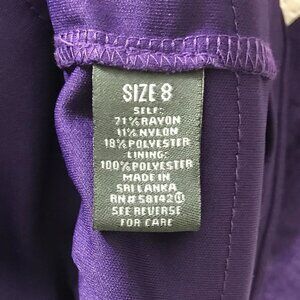 SIZE 8
SELF:
71% RAYON
11% NYLON
18% POLYESTER
LINING:
100% POLYESTER
MADE IN
SRI LANKA
RN# 58142 11
SEE REVERSE
FOR CARE